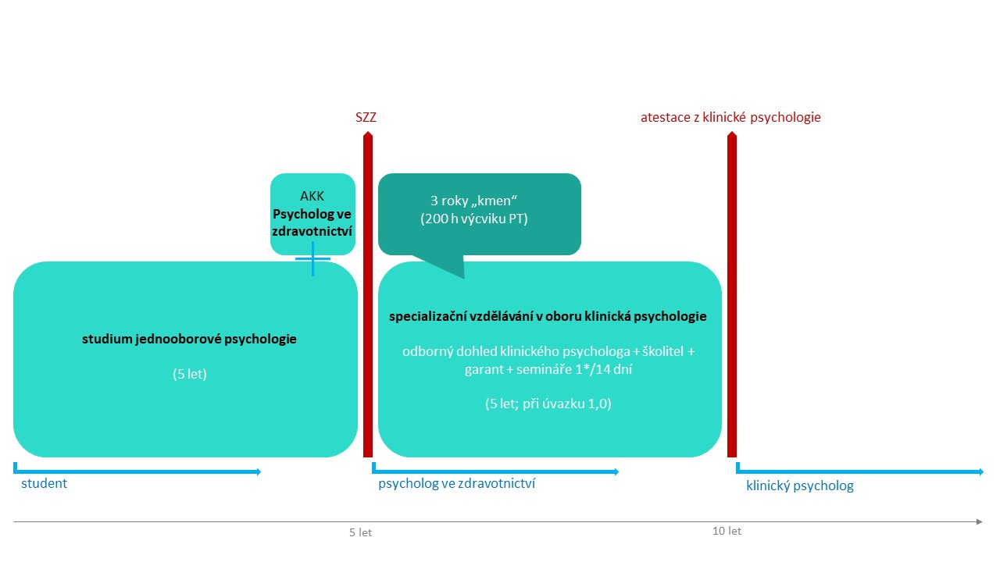 SZZ
atestace z klinické psychologie
AKK
Psycholog ve
zdravotnictví
3 roky „kmen“
(200 h výcviku PT)
studium jednooborové psychologie
(5 let)
specializační vzdělávání v oboru klinická psychologie
odborný dohled klinického psychologa + školitel +
garant + semináře 1*/14 dní
(5 let; při úvazku 1,0)
student
psycholog ve zdravotnictví
klinický psycholog
5 let
10 let